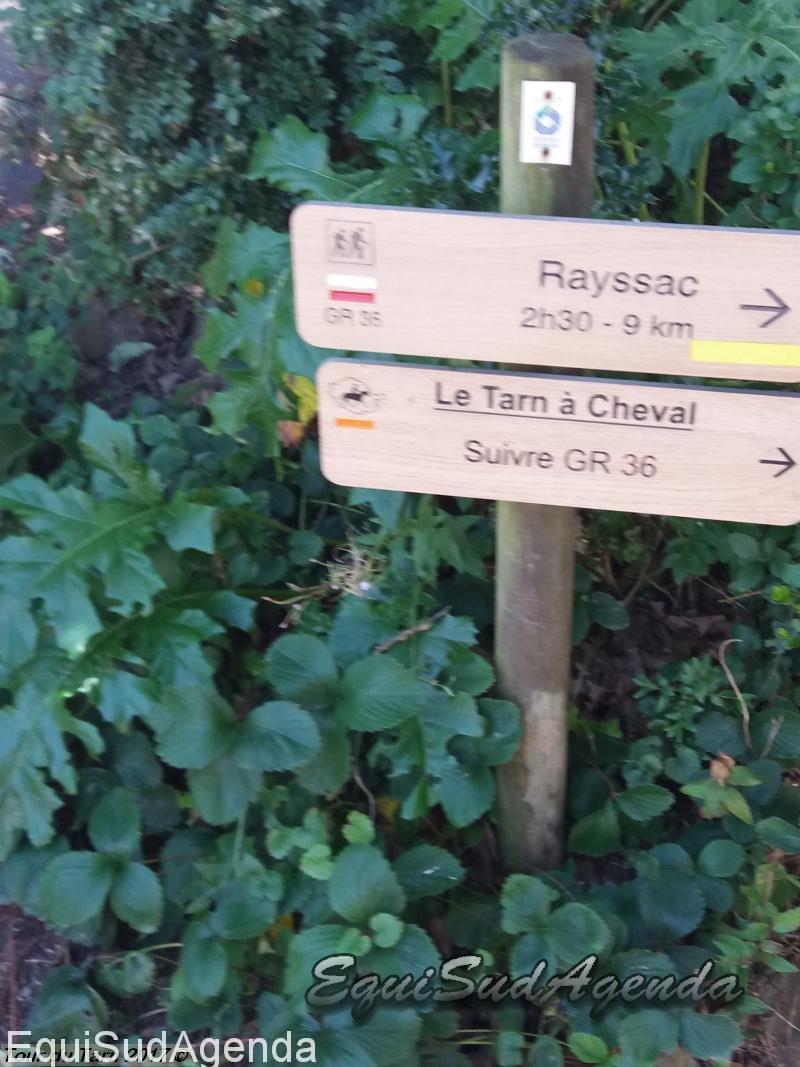 GR 36
Rayssac
2h30 - 9 km
Le Tarn à Cheval
Suivre GR 36
EquiSudAgenda
EquiSudAgenda